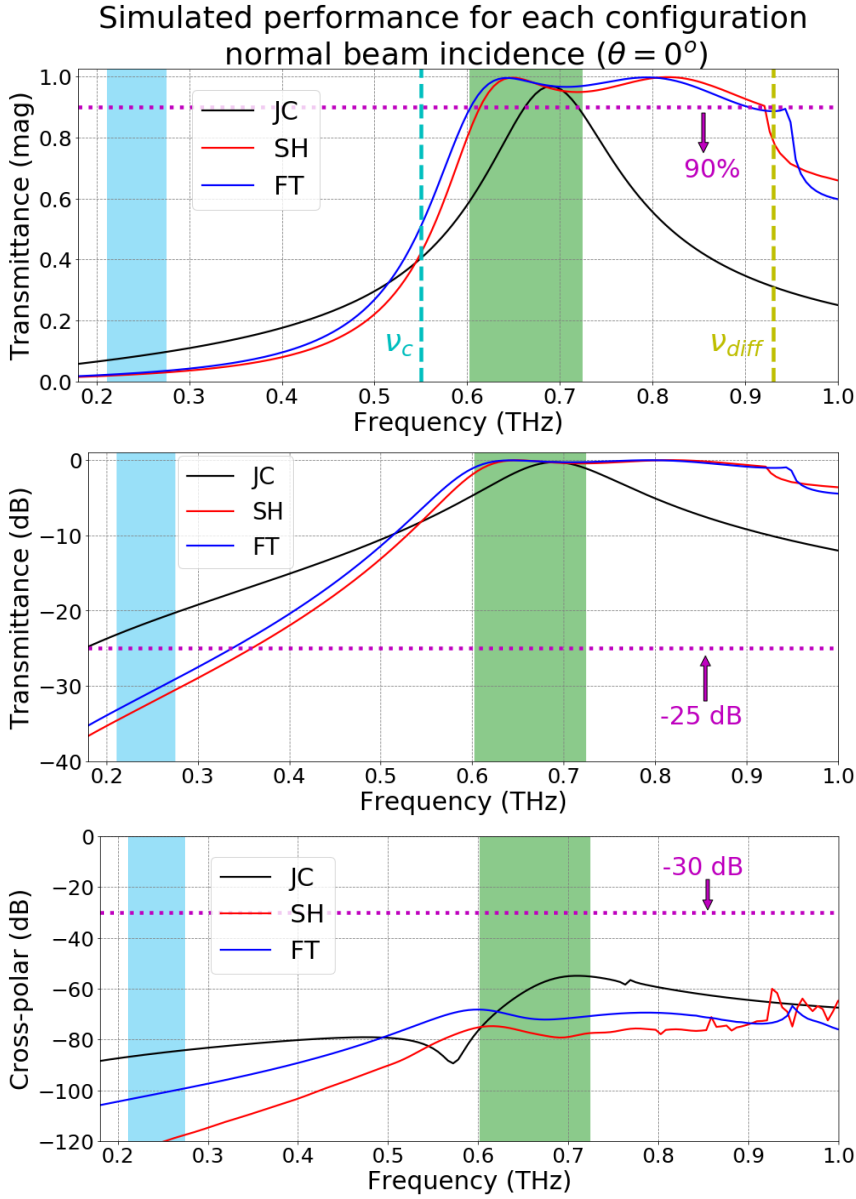 Simulated performance for each configuration
normal beam incidence (θ = 0°)
Transmittance (mag)
1.0
0.8
0.6
0.4
0.2
0.0
JC
SH
FT
90%
ν_c
ν_diff
0.2 0.3 0.4 0.5 0.6 0.7 0.8 0.9 1.0
Frequency (THz)
Transmittance (dB)
0
−10
−20
−30
−40
JC
SH
FT
-25 dB
0.2 0.3 0.4 0.5 0.6 0.7 0.8 0.9 1.0
Frequency (THz)
Cross-polar (dB)
0
−20
−40
−60
−80
−100
−120
JC
SH
FT
-30 dB
0.2 0.3 0.4 0.5 0.6 0.7 0.8 0.9 1.0
Frequency (THz)